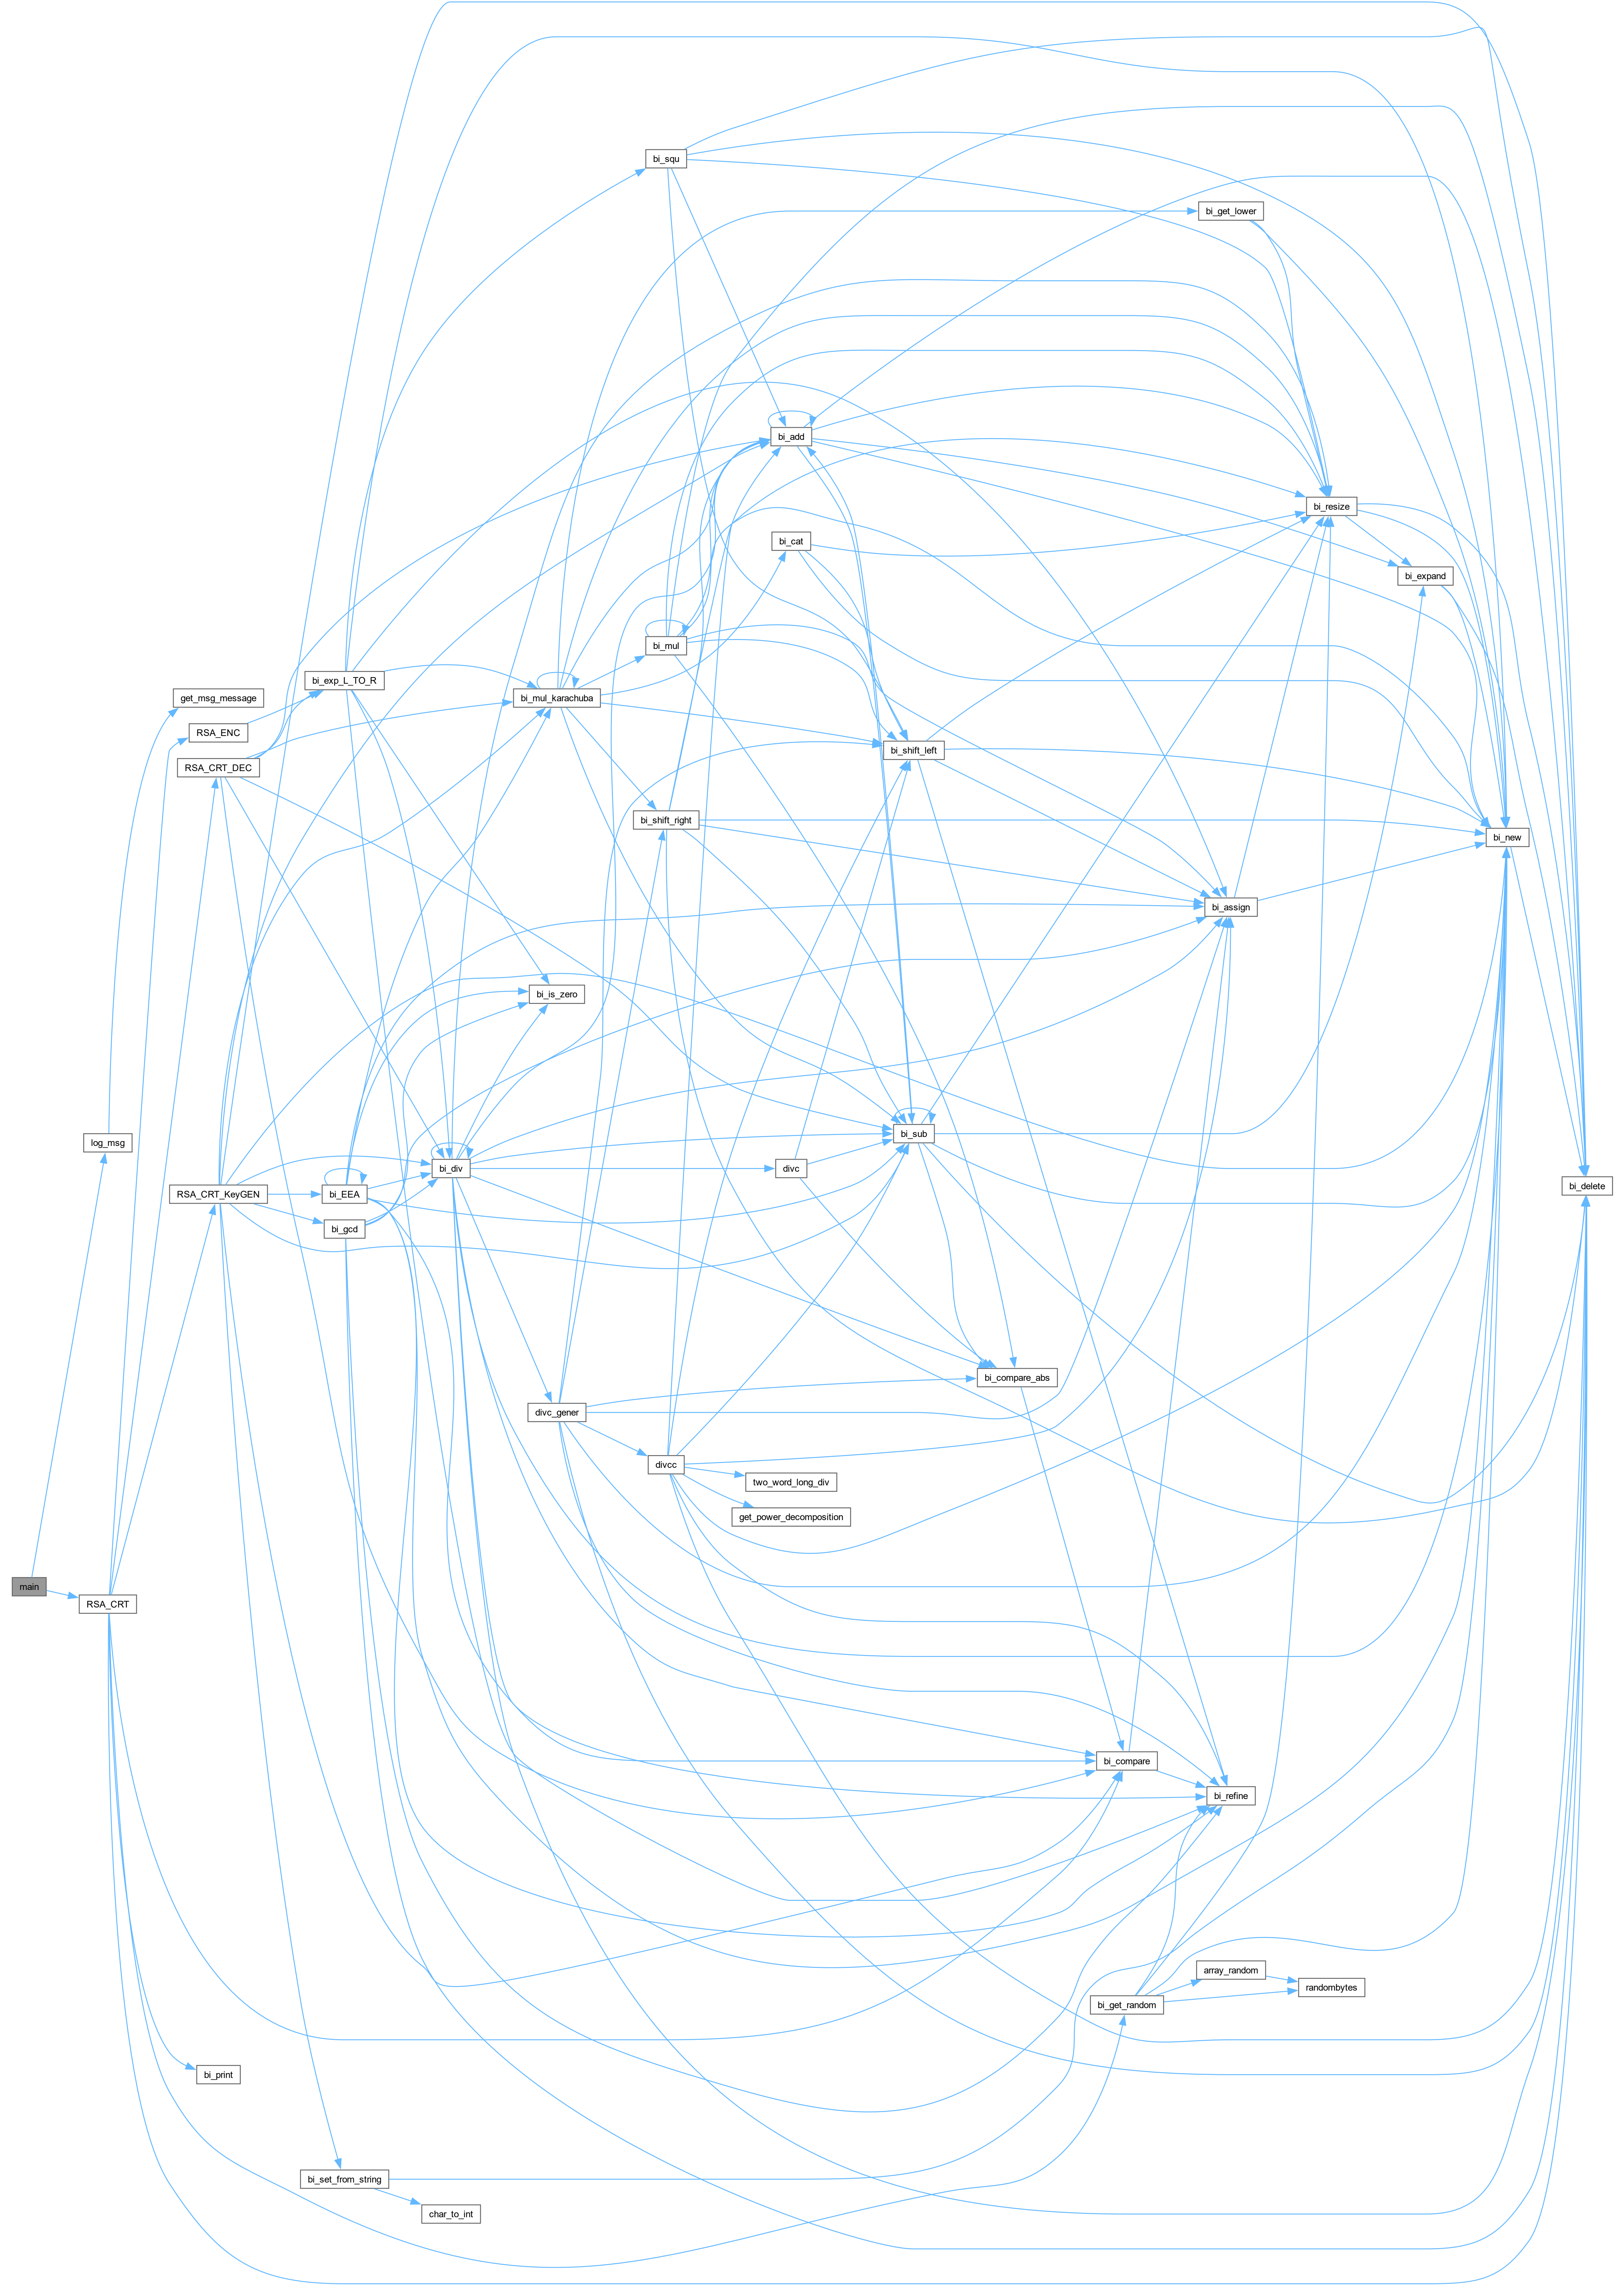 bi_squ
bi_get_lower
bi_add
bi_resize
bi_cat
bi_expand
bi_mul
bi_exp_L_TO_R
get_msg_message
bi_mul_karachuba
RSA_ENC
bi_shift_left
RSA_CRT_DEC
bi_shift_right
bi_new
bi_assign
bi_is_zero
bi_sub
log_msg
bi_div
divc
bi_delete
RSA_CRT_KeyGEN
bi_EEA
bi_gcd
bi_compare_abs
divc_gener
divcc
two_word_long_div
get_power_decomposition
main
RSA_CRT
bi_compare
bi_refine
array_random
randombytes
bi_get_random
bi_print
bi_set_from_string
char_to_int